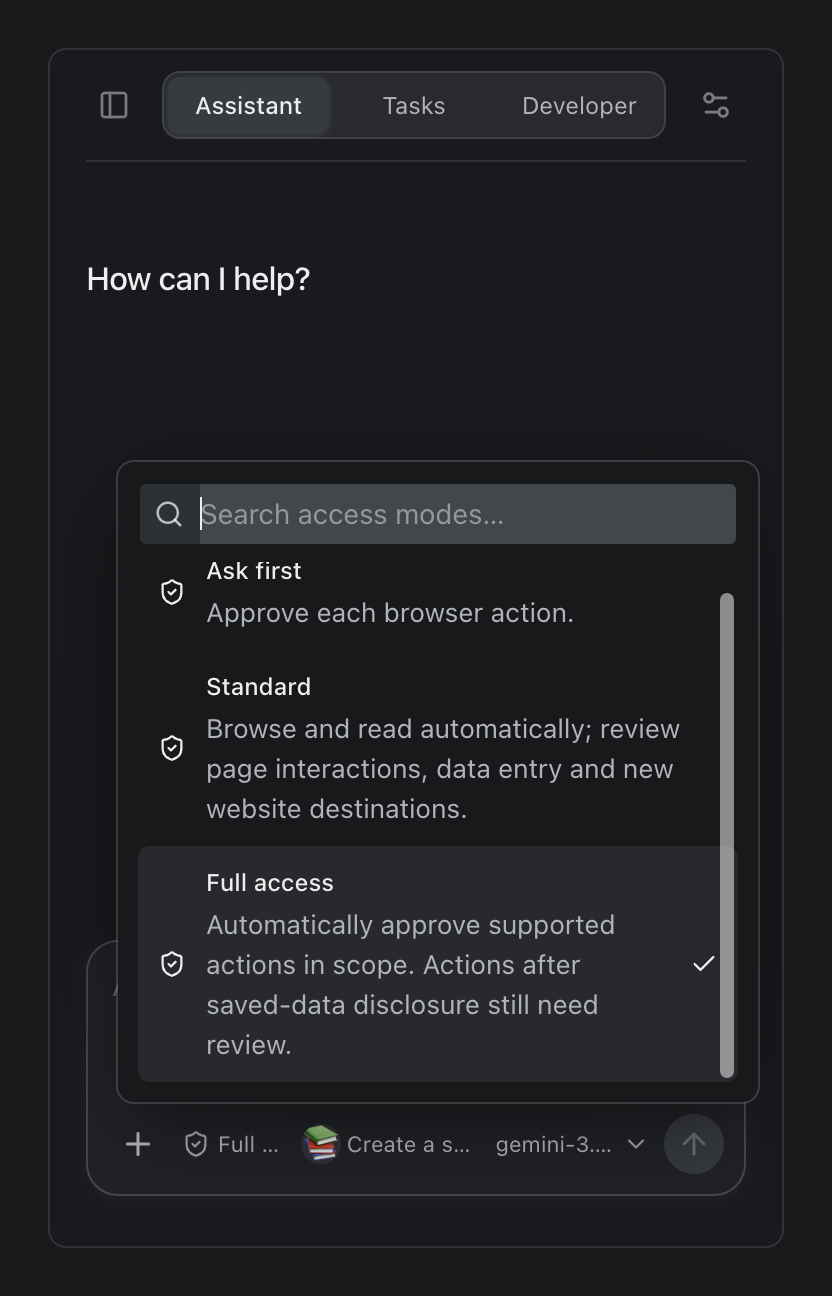 Assistant
Tasks
Developer
How can I help?
Search access modes...
Ask first
Approve each browser action.
Standard
Browse and read automatically; review
page interactions, data entry and new
website destinations.
Full access
Automatically approve supported
actions in scope. Actions after
saved-data disclosure still need
review.
Full ...
Create a s...
gemini-3....